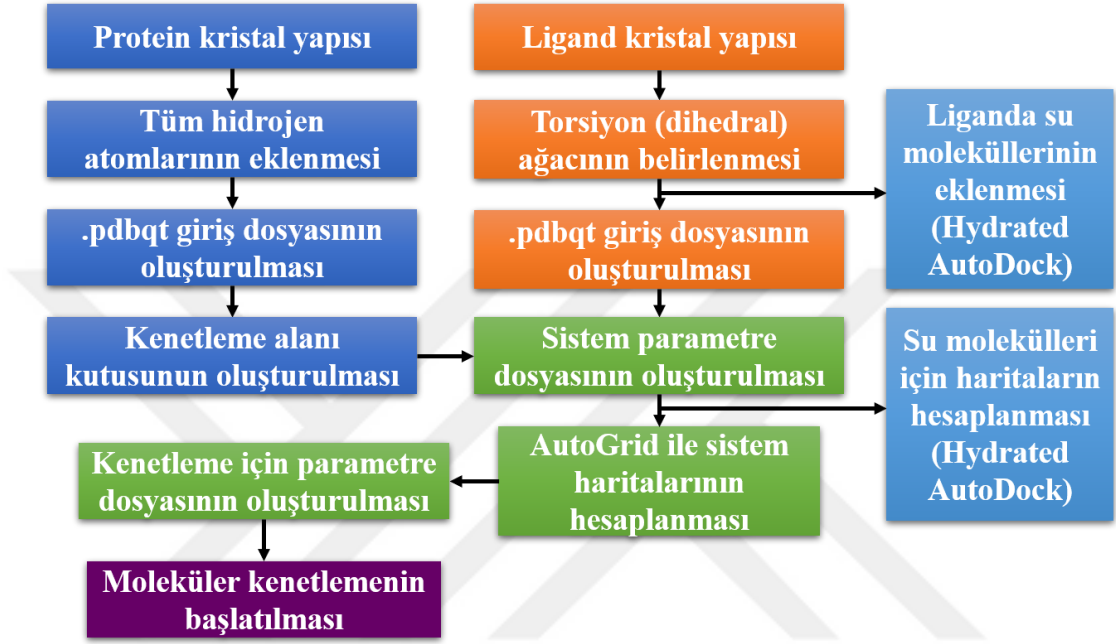 Protein kristal yapısı
Tüm hidrojen
atomlarının eklenmesi
.pdbqt giriş dosyasının
oluşturulması
Kenetleme alanı
kutusunun oluşturulması
Ligand kristal yapısı
Torsiyon (dihedral)
ağacının belirlenmesi
.pdbqt giriş dosyasının
oluşturulması
Liganda su
moleküllerinin
eklenmesi
(Hydrated
AutoDock)
Sistem parametre
dosyasının oluşturulması
Su molekülleri
için haritaların
hesaplanması
(Hydrated
AutoDock)
AutoGrid ile sistem
haritalarının
hesaplanması
Kenetleme için parametre
dosyasının oluşturulması
Moleküler kenetlemenin
başlatılması